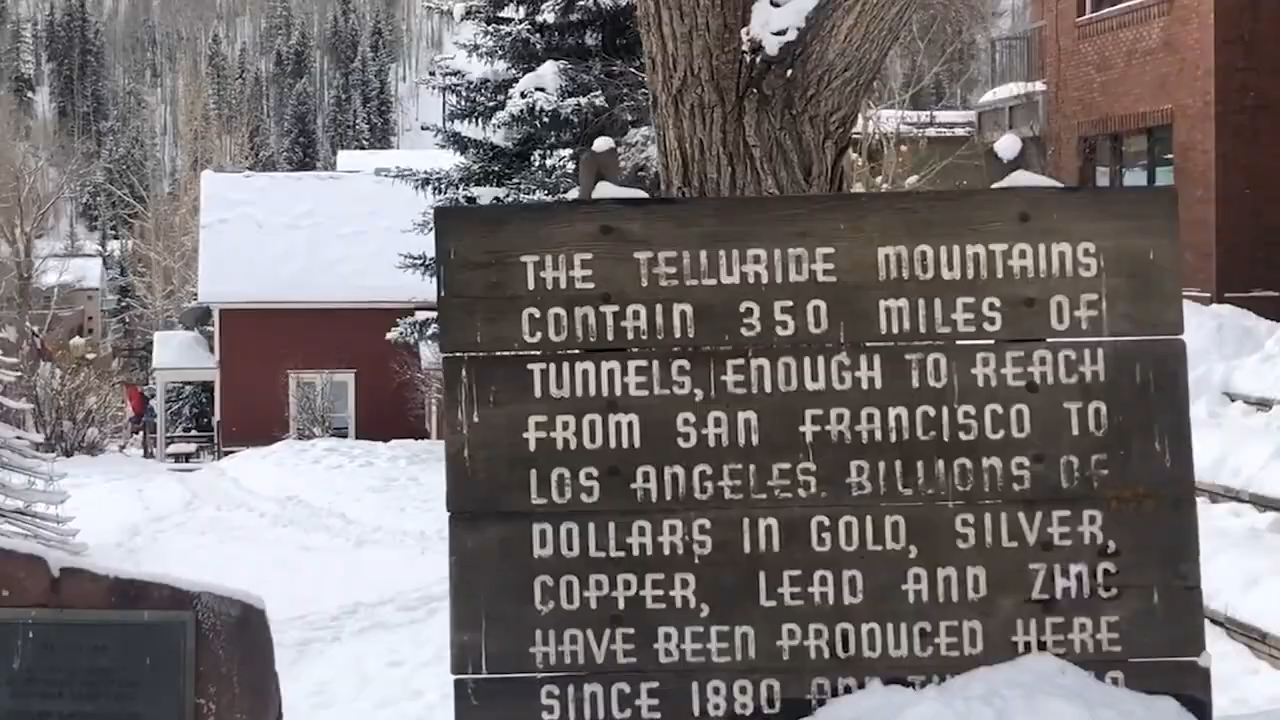 THE TELLURIDE MOUNTAINS
CONTAIN 350 MILES OF
TUNNELS, ENOUGH TO REACH
FROM SAN FRANCISCO TO
LOS ANGELES. BILLIONS OF
DOLLARS IN GOLD, SILVER,
COPPER, LEAD AND ZINC
HAVE BEEN PRODUCED HERE
SINCE 1880 AND